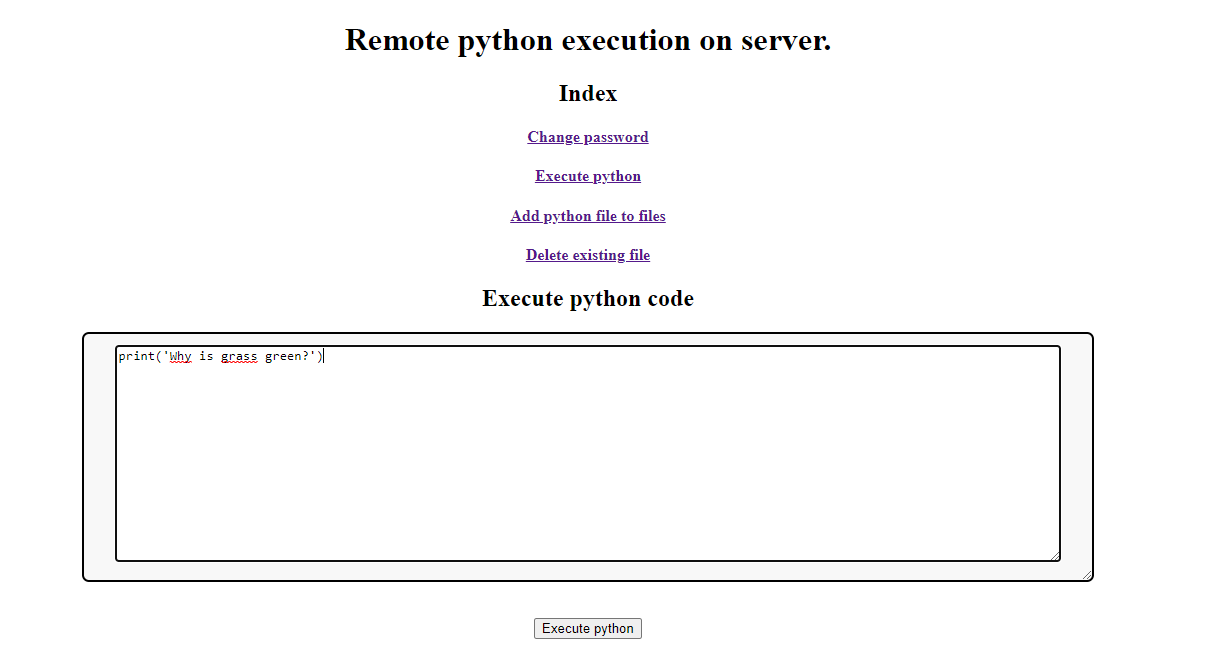 Remote python execution on server.
Index
Change password
Execute python
Add python file to files
Delete existing file
Execute python code
print('Why is grass green?')
Execute python